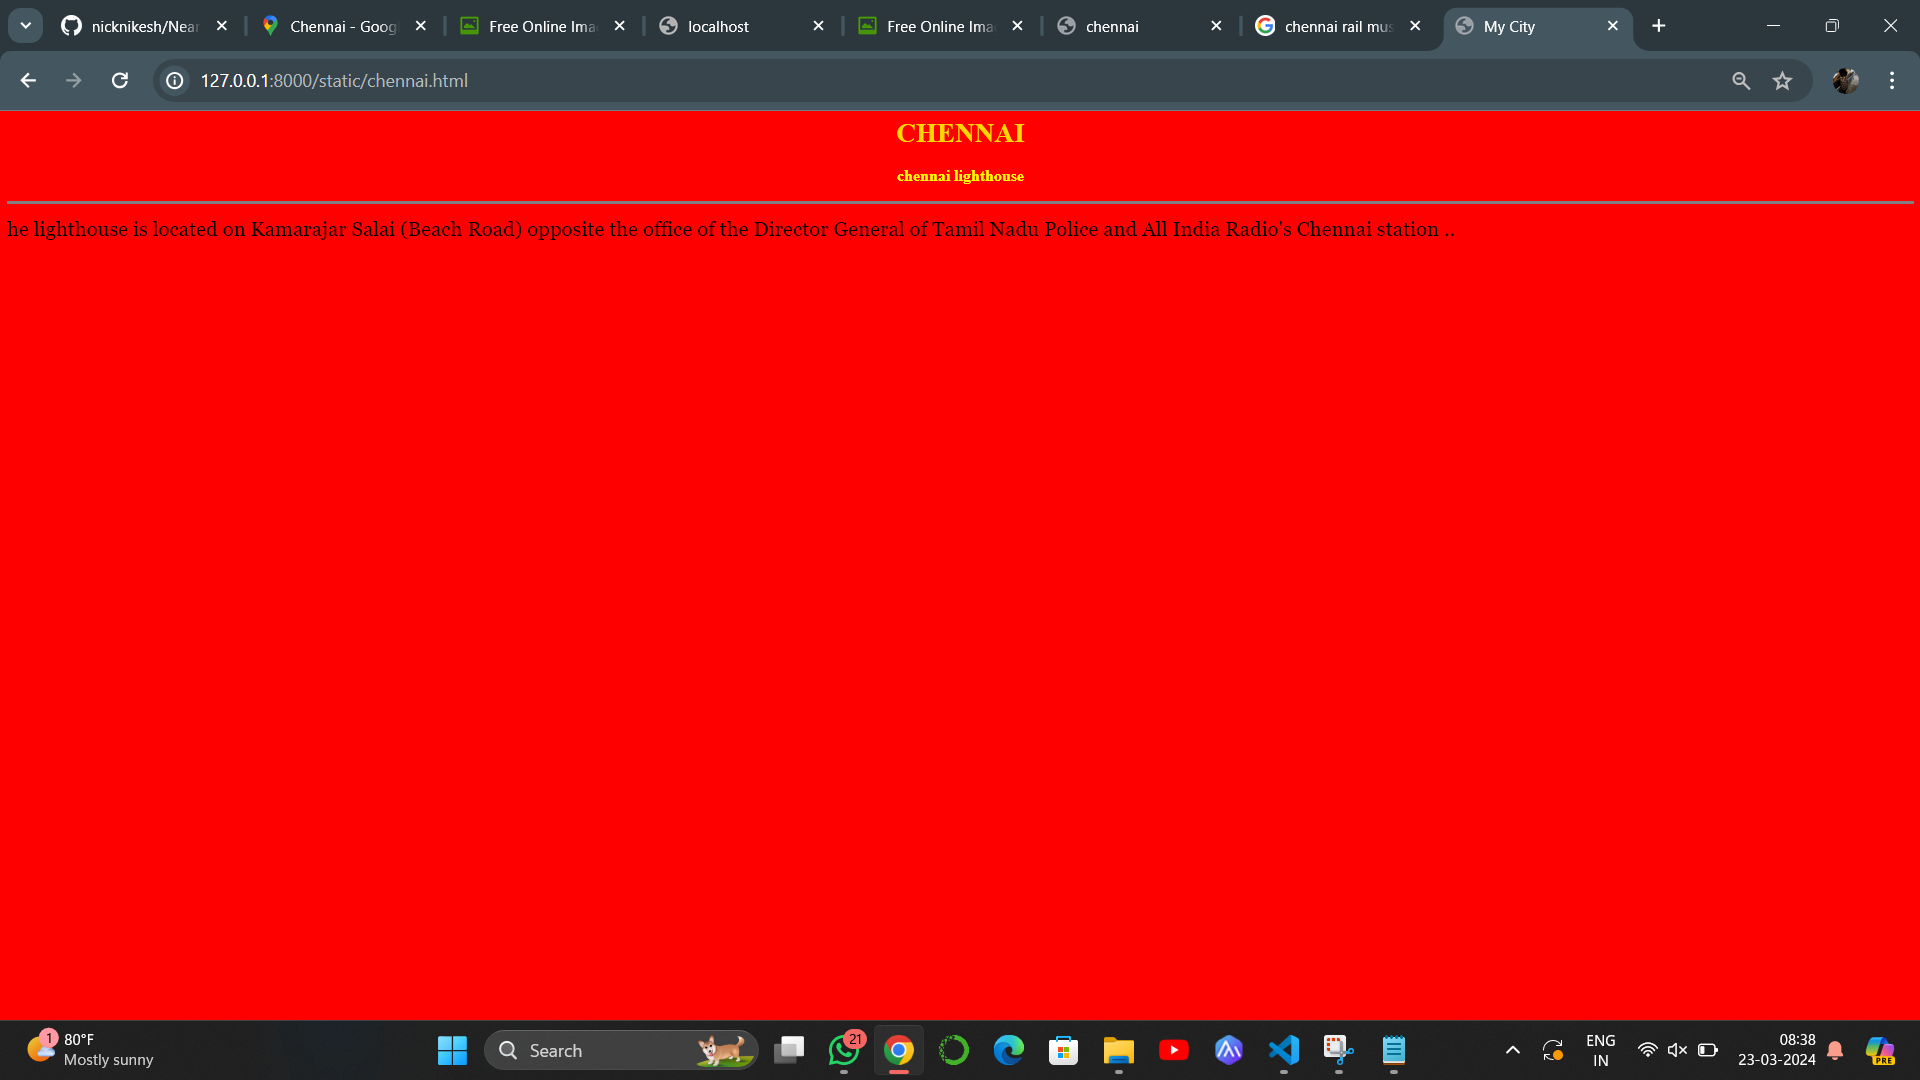 nicknikesh/Near
Chennai - Goog
Free Online Ima
localhost
Free Online Ima
chennai
chennai rail mus
My City
127.0.0.1:8000/static/chennai.html
CHENNAI
chennai lighthouse
he lighthouse is located on Kamarajar Salai (Beach Road) opposite the office of the Director General of Tamil Nadu Police and All India Radio's Chennai station ..
1
80°F
Mostly sunny
Search
21
ENG
IN
08:38
23-03-2024
PRE